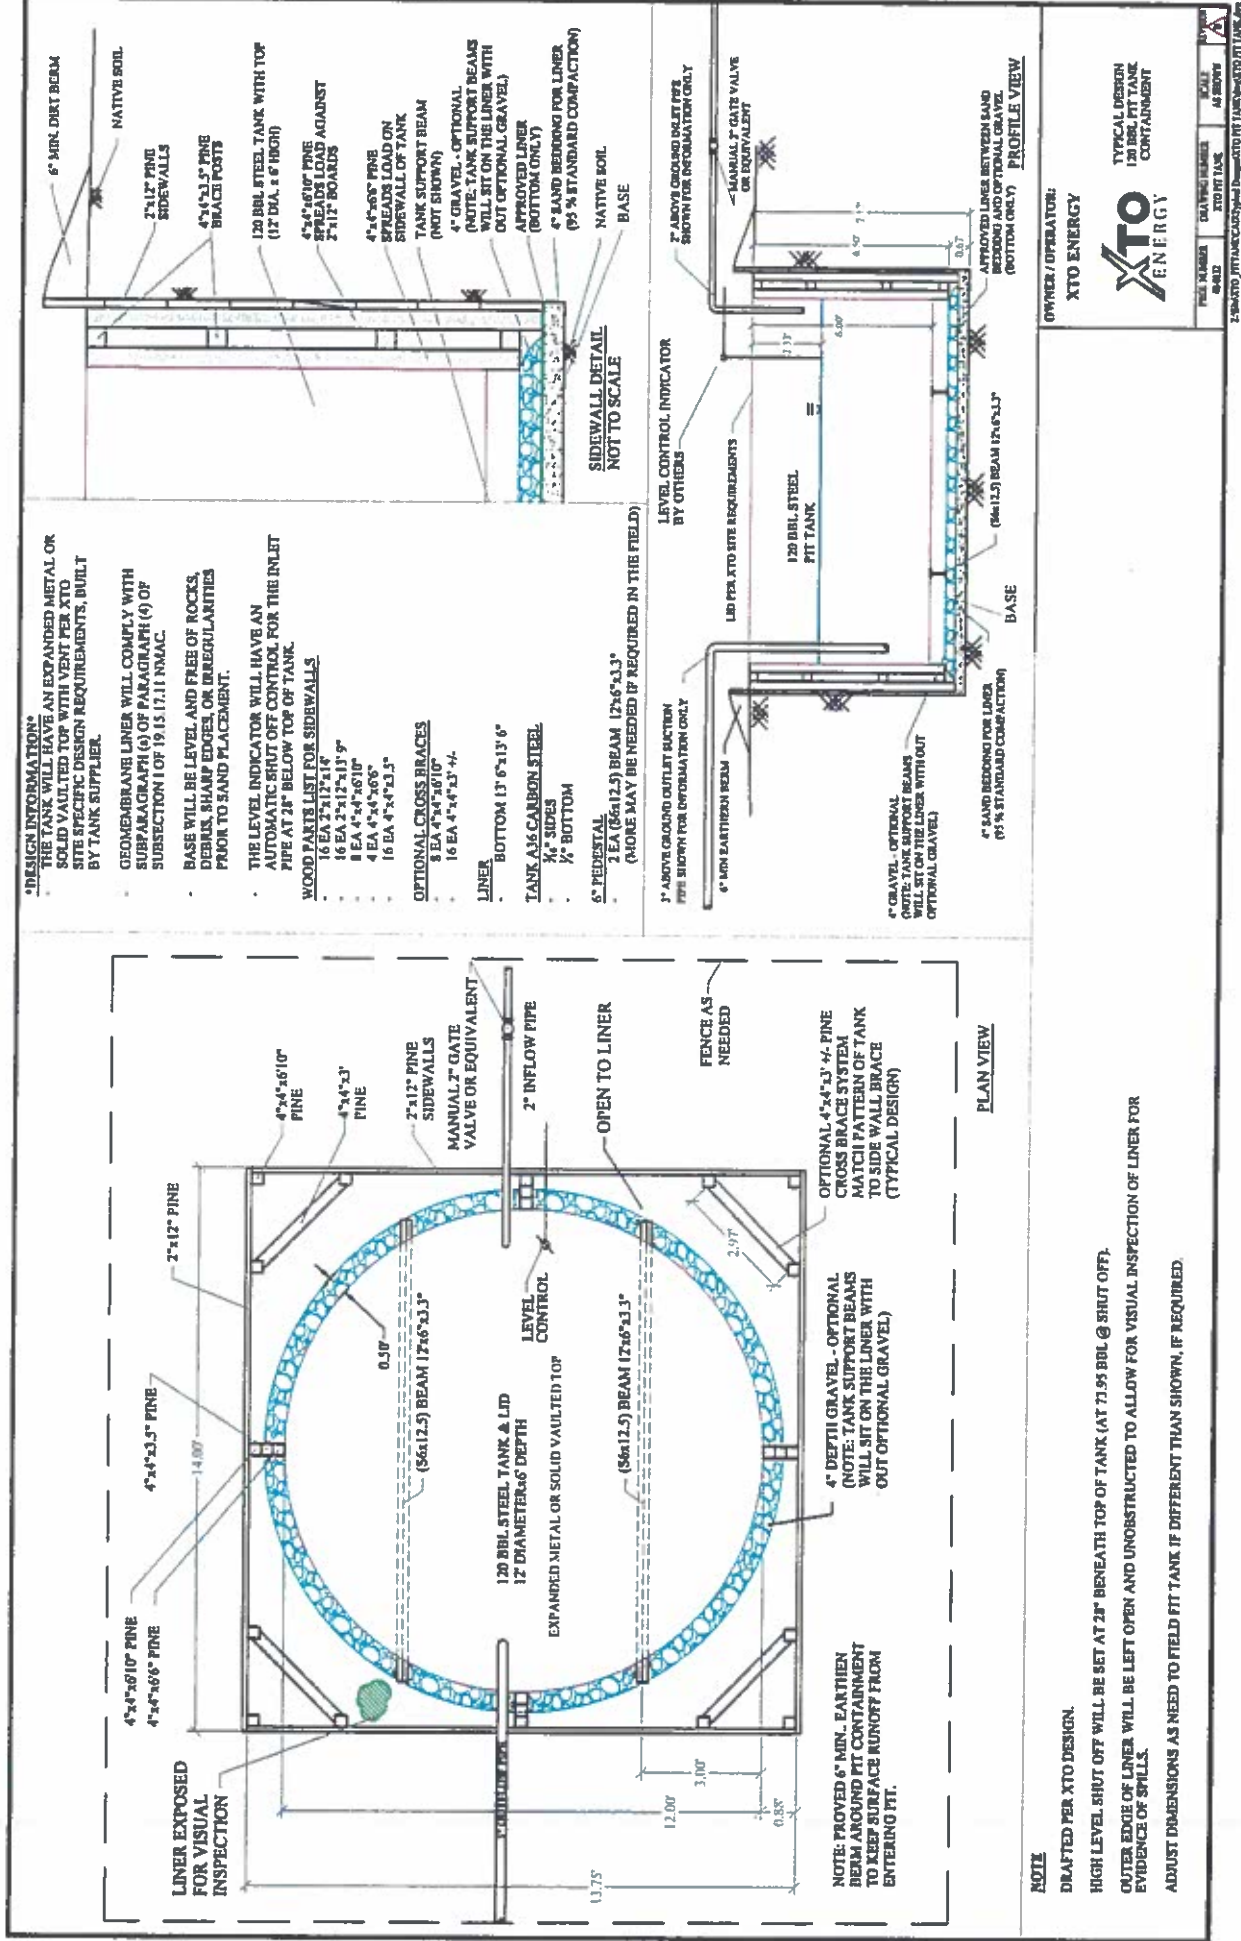 *DESIGN INFORMATION*
THE TANK WILL HAVE AN EXPANDED METAL OR
SOLID VAULTED TOP WITH VENT PER XTO
SITE SPECIFIC DESIGN REQUIREMENTS, BUILT
BY TANK SUPPLIER.
GEOMEMBRANE LINER WILL COMPLY WITH
SUBPARAGRAPH (a) OF PARAGRAPH (4) OF
SUBSECTION I OF 19.15.17.11 NMAC.
BASE WILL BE LEVEL AND FREE OF ROCKS,
DEBRIS, SHARP EDGES, OR IRREGULARITIES
PRIOR TO SAND PLACEMENT.
THE LEVEL INDICATOR WILL HAVE AN
AUTOMATIC SHUT OFF CONTROL FOR THE INLET
PIPE AT 28" BELOW TOP OF TANK.
WOOD PARTS LIST FOR SIDEWALLS
16 EA 2"x12"x14'
16 EA 2"x12"x13' 9"
8 EA 4"x4"x6'10"
4 EA 4"x4"x6'6"
16 EA 4"x4"x3.5"
OPTIONAL CROSS BRACES
8 EA 4"x4"x6'10"
16 EA 4"x4"x3' +/-
LINER
BOTTOM 13' 6"x13' 6"
TANK A36 CARBON STEEL
SIDES
BOTTOM
6" PEDESTAL
2 EA (S6x12.5) BEAM 12'x6"x3.3"
(MORE MAY BE NEEDED IF REQUIRED IN THE FIELD)
6" MIN. DIRT BERM
NATIVE SOIL
2"x12" PINE
SIDEWALLS
4"x4"x3.5" PINE
BRACE POSTS
120 BBL STEEL TANK WITH TOP
(12' DIA. x 6' HIGH)
4"x4"x6'10" PINE
SPREADS LOAD AGAINST
2"x12" BOARDS
4"x4"x6'6" PINE
SPREADS LOAD ON
SIDEWALL OF TANK
TANK SUPPORT BEAM
(NOT SHOWN)
4" GRAVEL - OPTIONAL
(NOTE: TANK SUPPORT BEAMS
WILL SIT ON THE LINER WITH
OUT OPTIONAL GRAVEL)
APPROVED LINER
(BOTTOM ONLY)
4" SAND BEDDING FOR LINER
(95 % STANDARD COMPACTION)
NATIVE SOIL
BASE
SIDEWALL DETAIL
NOT TO SCALE
LINER EXPOSED
FOR VISUAL
INSPECTION
4"x4"x6'10" PINE
4"x4"x6'6" PINE
4"x4"x3.5" PINE
2"x12" PINE
4"x4"x6'10"
PINE
4"x4"x3'
PINE
2"x12" PINE
SIDEWALLS
MANUAL 2" GATE
VALVE OR EQUIVALENT
2" INFLOW PIPE
OPEN TO LINER
FENCE AS
NEEDED
14.00'
0.50'
(S6x12.5) BEAM 12'x6"x3.3"
LEVEL
CONTROL
120 BBL STEEL TANK & LID
12' DIAMETERx6' DEPTH
EXPANDED METAL OR SOLID VAULTED TOP
(S6x12.5) BEAM 12'x6"x3.3"
2.97'
OPTIONAL 4"x4"x3' +/- PINE
CROSS BRACE SYSTEM
MATCH PATTERN OF TANK
TO SIDE WALL BRACE
(TYPICAL DESIGN)
4" DEPTH GRAVEL - OPTIONAL
(NOTE: TANK SUPPORT BEAMS
WILL SIT ON THE LINER WITH
OUT OPTIONAL GRAVEL)
13.75'
12.00'
3.00'
0.88'
NOTE: PROVED 6" MIN.. EARTHEN
BERM AROUND PIT CONTAINMENT
TO KEEP SURFACE RUNOFF FROM
ENTERING PIT.
PLAN VIEW
3" ABOVE GROUND OUTLET SUCTION
PIPE SHOWN FOR INFORMATION ONLY
6" MIN EARTHERN BERM
LEVEL CONTROL INDICATOR
BY OTHERS
LID PER XTO SITE REQUIREMENTS
120 BBL STEEL
PIT TANK
2" ABOVE GROUND INLET PIPE
SHOWN FOR INFORMATION ONLY
MANUAL 2" GATE VALVE
OR EQUIVALENT
2.33'
6.00'
0.67'
4" GRAVEL - OPTIONAL
(NOTE: TANK SUPPORT BEAMS
WILL SIT ON THE LINER WITH OUT
OPTIONAL GRAVEL)
4" SAND BEDDING FOR LINER
(95 % STANDARD COMPACTION)
BASE
(S6x12.5) BEAM 12'x6"x3.3"
APPROVED LINER BETWEEN SAND
BEDDING AND OPTIONAL GRAVEL
(BOTTOM ONLY)
PROFILE VIEW
NOTE
DRAFTED PER XTO DESIGN.
HIGH LEVEL SHUT OFF WILL BE SET AT 28" BENEATH TOP OF TANK (AT 73.95 BBL @ SHUT OFF).
OUTER EDGE OF LINER WILL BE LEFT OPEN AND UNOBSTRUCTED TO ALLOW FOR VISUAL INSPECTION OF LINER FOR
EVIDENCE OF SPILLS.
ADJUST DIMENSIONS AS NEED TO FIELD FIT TANK IF DIFFERENT THAN SHOWN, IF REQUIRED.
OWNER / OPERATOR:
XTO ENERGY
XTO
ENERGY
TYPICAL DESIGN
120 BBL PIT TANK
CONTAINMENT
FILE NUMBER
DRAWING NUMBER
XTO PIT TANK
SCALE
AS SHOWN
REVISION